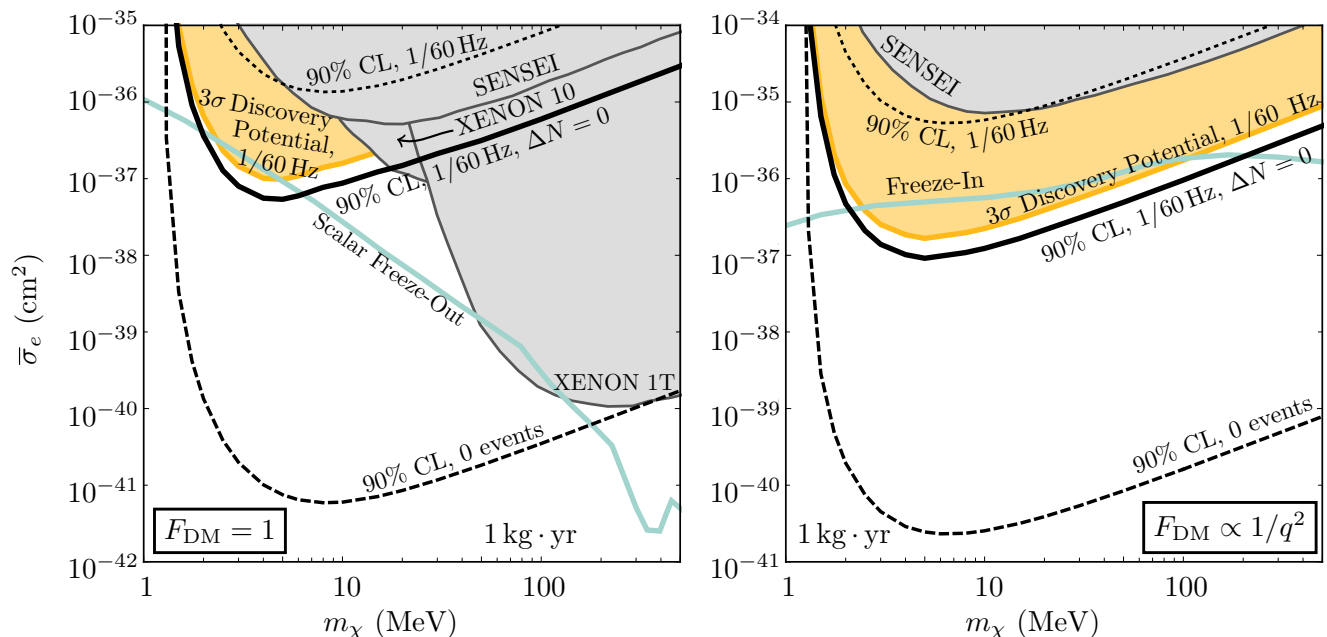 10⁻³⁵
10⁻³⁶
10⁻³⁷
10⁻³⁸
10⁻³⁹
10⁻⁴⁰
10⁻⁴¹
10⁻⁴²
σ̅ₑ (cm²)
90% CL, 1/60 Hz
SENSEI
XENON 10
3σ Discovery
Potential,
1/60 Hz
90% CL, 1/60 Hz, ΔN = 0
Scalar Freeze-Out
XENON 1T
90% CL, 0 events
F_DM = 1
1 kg · yr
1
10
100
m_χ (MeV)
10⁻³⁴
10⁻³⁵
10⁻³⁶
10⁻³⁷
10⁻³⁸
10⁻³⁹
10⁻⁴⁰
10⁻⁴¹
SENSEI
90% CL, 1/60 Hz
Freeze-In
3σ Discovery Potential, 1/60 Hz
90% CL, 1/60 Hz, ΔN = 0
90% CL, 0 events
1 kg · yr
F_DM ∝ 1/q²
1
10
100
m_χ (MeV)